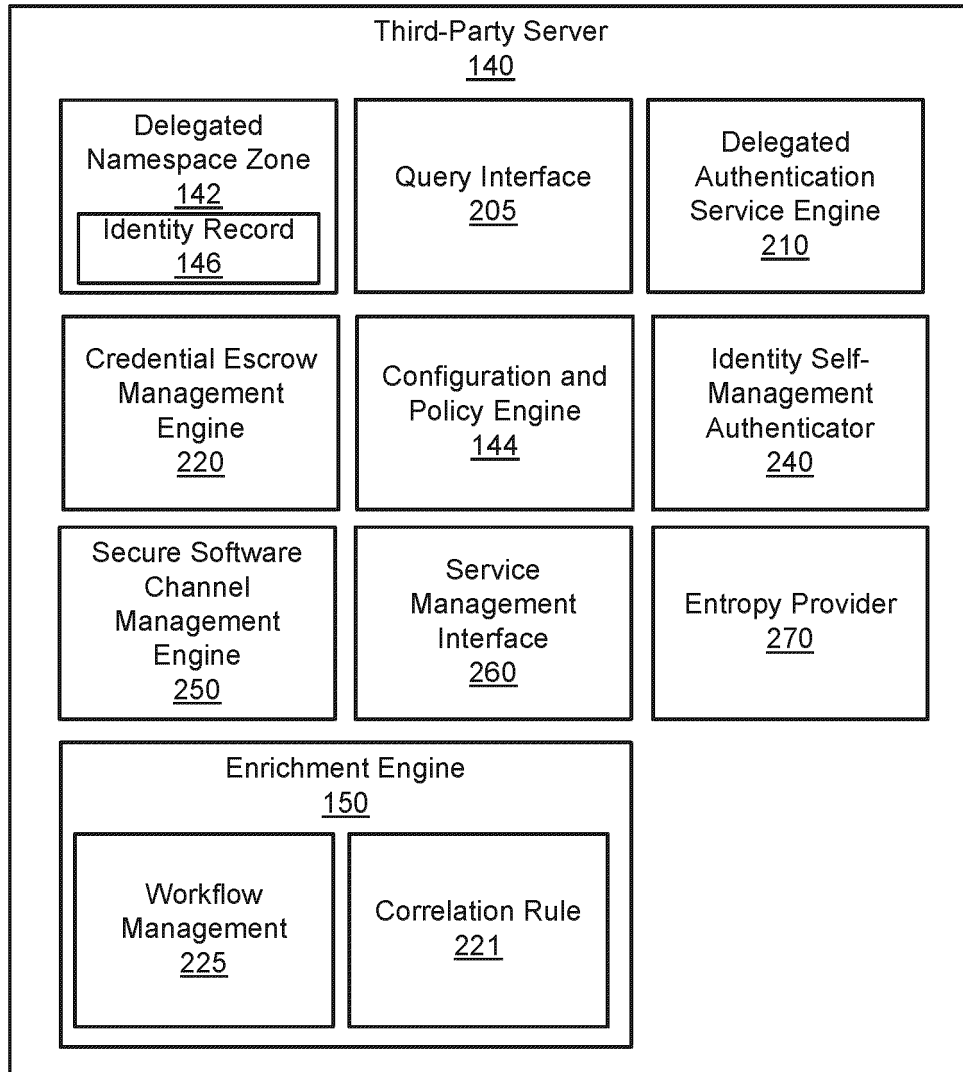 Third-Party Server
140
Delegated
Namespace Zone
142
Identity Record
146
Query Interface
205
Delegated
Authentication
Service Engine
210
Credential Escrow
Management
Engine
220
Configuration and
Policy Engine
144
Identity Self-
Management
Authenticator
240
Secure Software
Channel
Management
Engine
250
Service
Management
Interface
260
Entropy Provider
270
Enrichment Engine
150
Workflow
Management
225
Correlation Rule
221